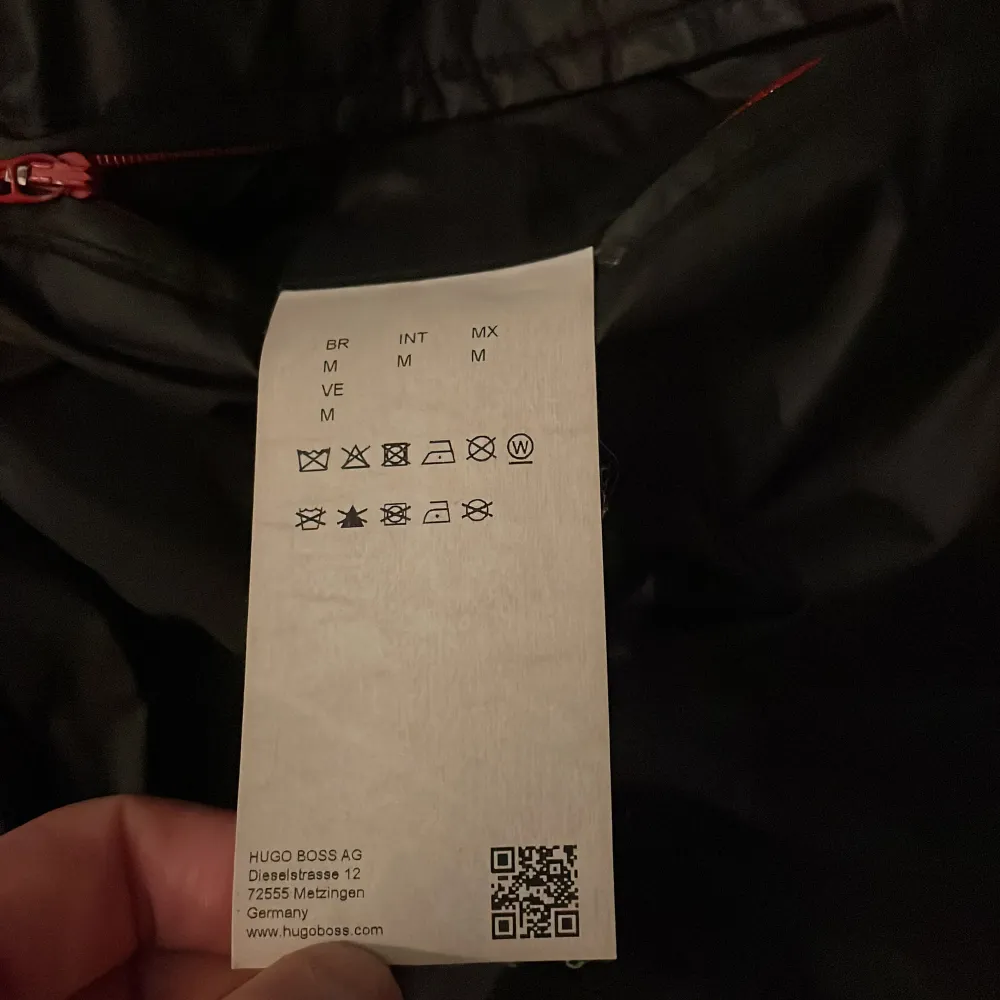 BR INT MX
M M M
VE
M
W
HUGO BOSS AG
Dieselstrasse 12
72555 Metzingen
Germany
www.hugoboss.com